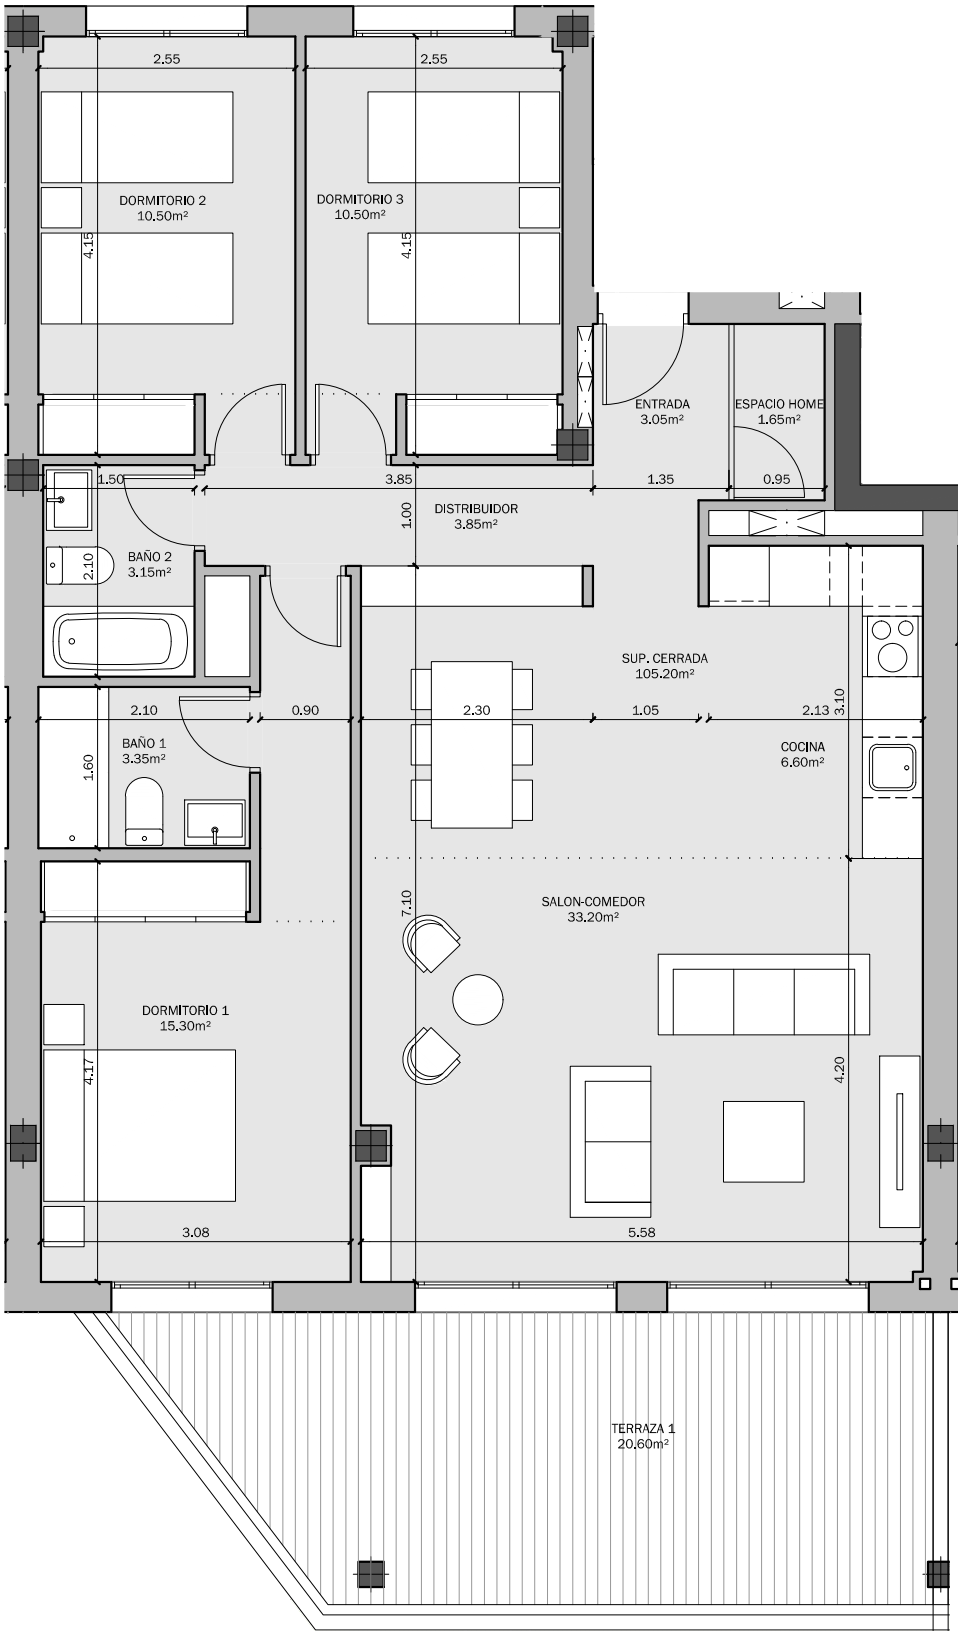 2.55
2.55
DORMITORIO 2
10.50m²
DORMITORIO 3
10.50m²
4.15
4.15
ENTRADA
3.05m²
ESPACIO HOME
1.65m²
1.50
3.85
1.35
0.95
DISTRIBUIDOR
3.85m²
1.00
BAÑO 2
3.15m²
2.10
SUP. CERRADA
105.20m²
2.10
0.90
2.30
1.05
2.13
3.10
BAÑO 1
3.35m²
1.60
COCINA
6.60m²
SALON-COMEDOR
33.20m²
7.10
DORMITORIO 1
15.30m²
4.17
4.20
3.08
5.58
TERRAZA 1
20.60m²